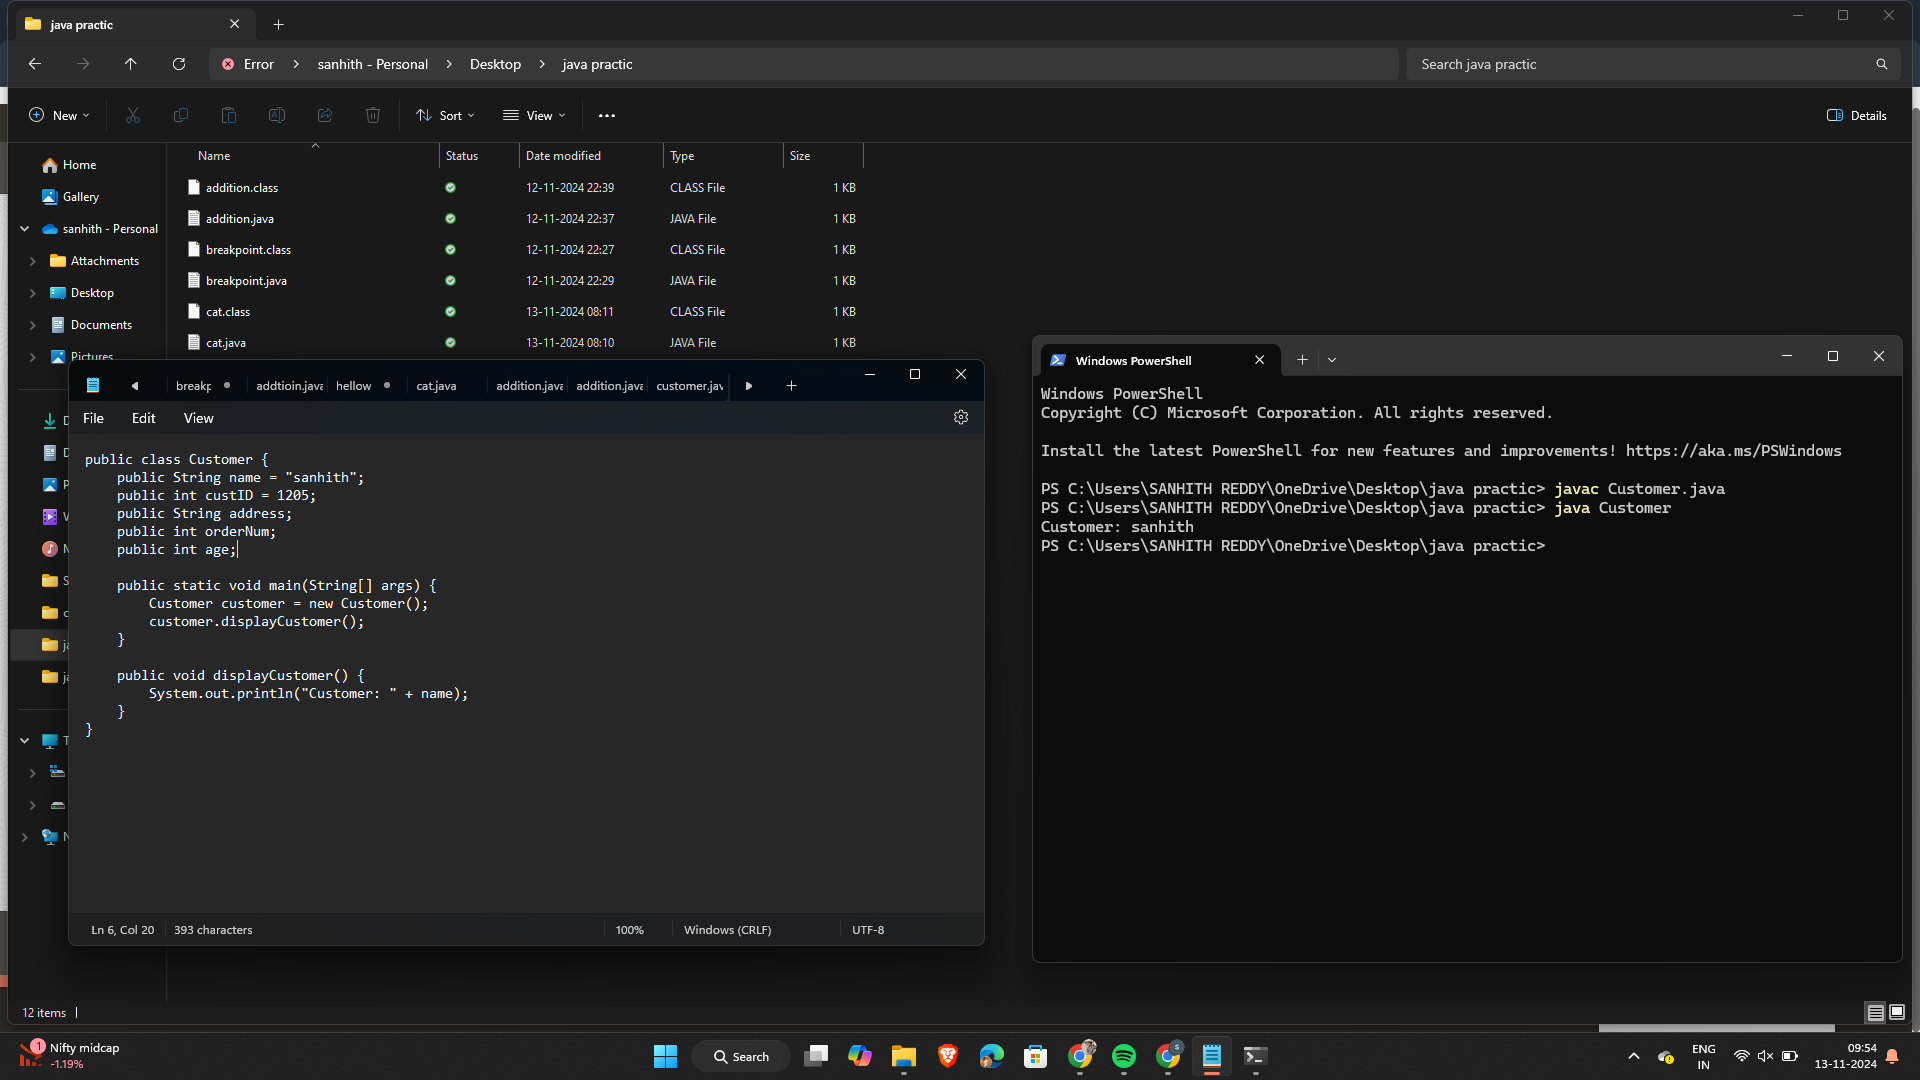 java practic
Error > sanhith - Personal > Desktop > java practic
Search java practic
New
Sort
View
Details
Name Status Date modified Type Size
addition.class 12-11-2024 22:39 CLASS File 1 KB
addition.java 12-11-2024 22:37 JAVA File 1 KB
breakpoint.class 12-11-2024 22:27 CLASS File 1 KB
breakpoint.java 12-11-2024 22:29 JAVA File 1 KB
cat.class 13-11-2024 08:11 CLASS File 1 KB
cat.java 13-11-2024 08:10 JAVA File 1 KB
Home
Gallery
sanhith - Personal
Attachments
Desktop
Documents
Pictures
breakp addtioin.java hellow cat.java addition.java addition.java customer.jav
File Edit View
public class Customer {
public String name = "sanhith";
public int custID = 1205;
public String address;
public int orderNum;
public int age;
public static void main(String[] args) {
Customer customer = new Customer();
customer.displayCustomer();
}
public void displayCustomer() {
System.out.println("Customer: " + name);
}
}
Ln 6, Col 20 393 characters 100% Windows (CRLF) UTF-8
Windows PowerShell
Windows PowerShell
Copyright (C) Microsoft Corporation. All rights reserved.
Install the latest PowerShell for new features and improvements! https://aka.ms/PSWindows
PS C:\Users\SANHITH REDDY\OneDrive\Desktop\java practic> javac Customer.java
PS C:\Users\SANHITH REDDY\OneDrive\Desktop\java practic> java Customer
Customer: sanhith
PS C:\Users\SANHITH REDDY\OneDrive\Desktop\java practic>
12 items
1
Nifty midcap
-1.19%
Search
ENG
IN
09:54
13-11-2024